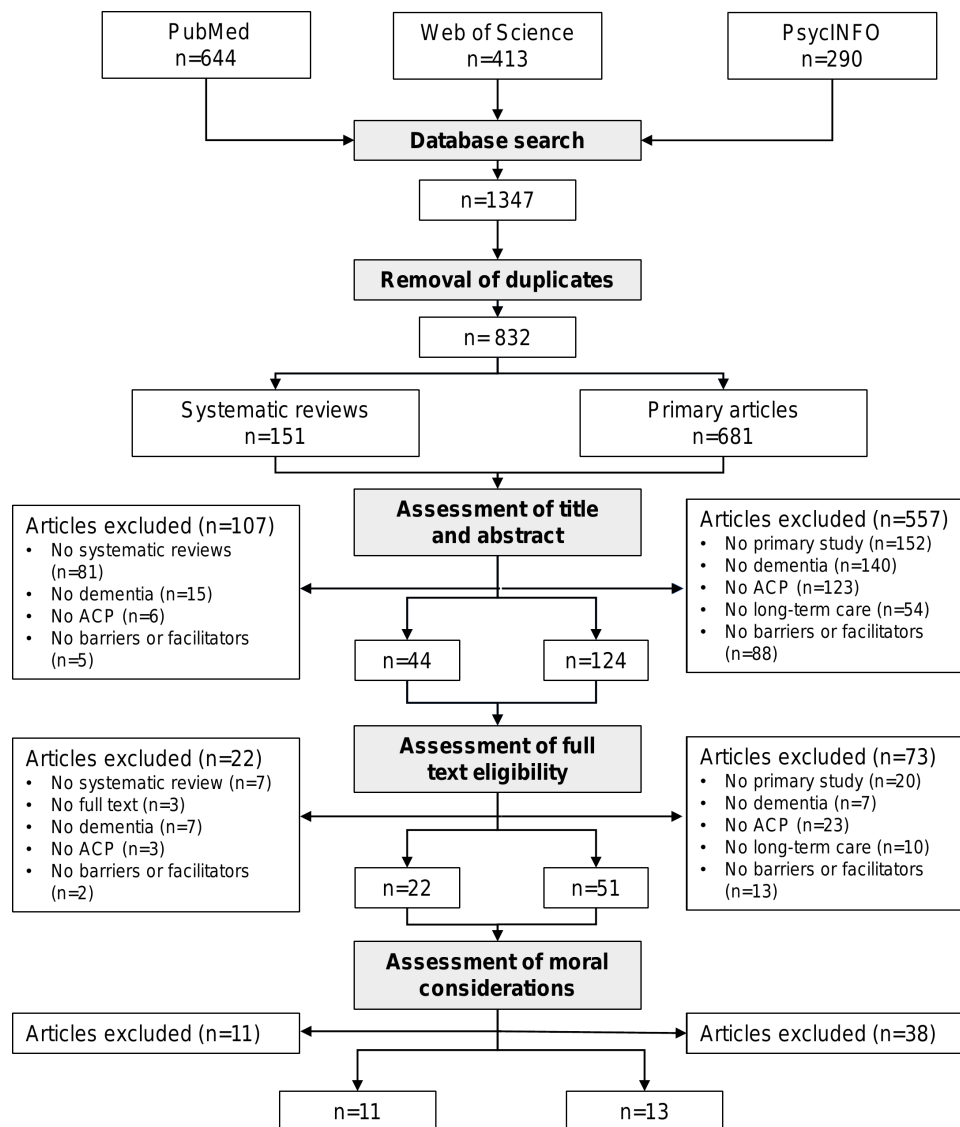 PubMed
n=644
Web of Science
n=413
PsycINFO
n=290
Database search
n=1347
Removal of duplicates
n= 832
Systematic reviews
n=151
Primary articles
n=681
Assessment of title
and abstract
Articles excluded (n=107)
• No systematic reviews
(n=81)
• No dementia (n=15)
• No ACP (n=6)
• No barriers or facilitators
(n=5)
Articles excluded (n=557)
• No primary study (n=152)
• No dementia (n=140)
• No ACP (n=123)
• No long-term care (n=54)
• No barriers or facilitators
(n=88)
n=44
n=124
Assessment of full
text eligibility
Articles excluded (n=22)
• No systematic review (n=7)
• No full text (n=3)
• No dementia (n=7)
• No ACP (n=3)
• No barriers or facilitators
(n=2)
Articles excluded (n=73)
• No primary study (n=20)
• No dementia (n=7)
• No ACP (n=23)
• No long-term care (n=10)
• No barriers or facilitators
(n=13)
n=22
n=51
Assessment of moral
considerations
Articles excluded (n=11)
Articles excluded (n=38)
n=11
n=13